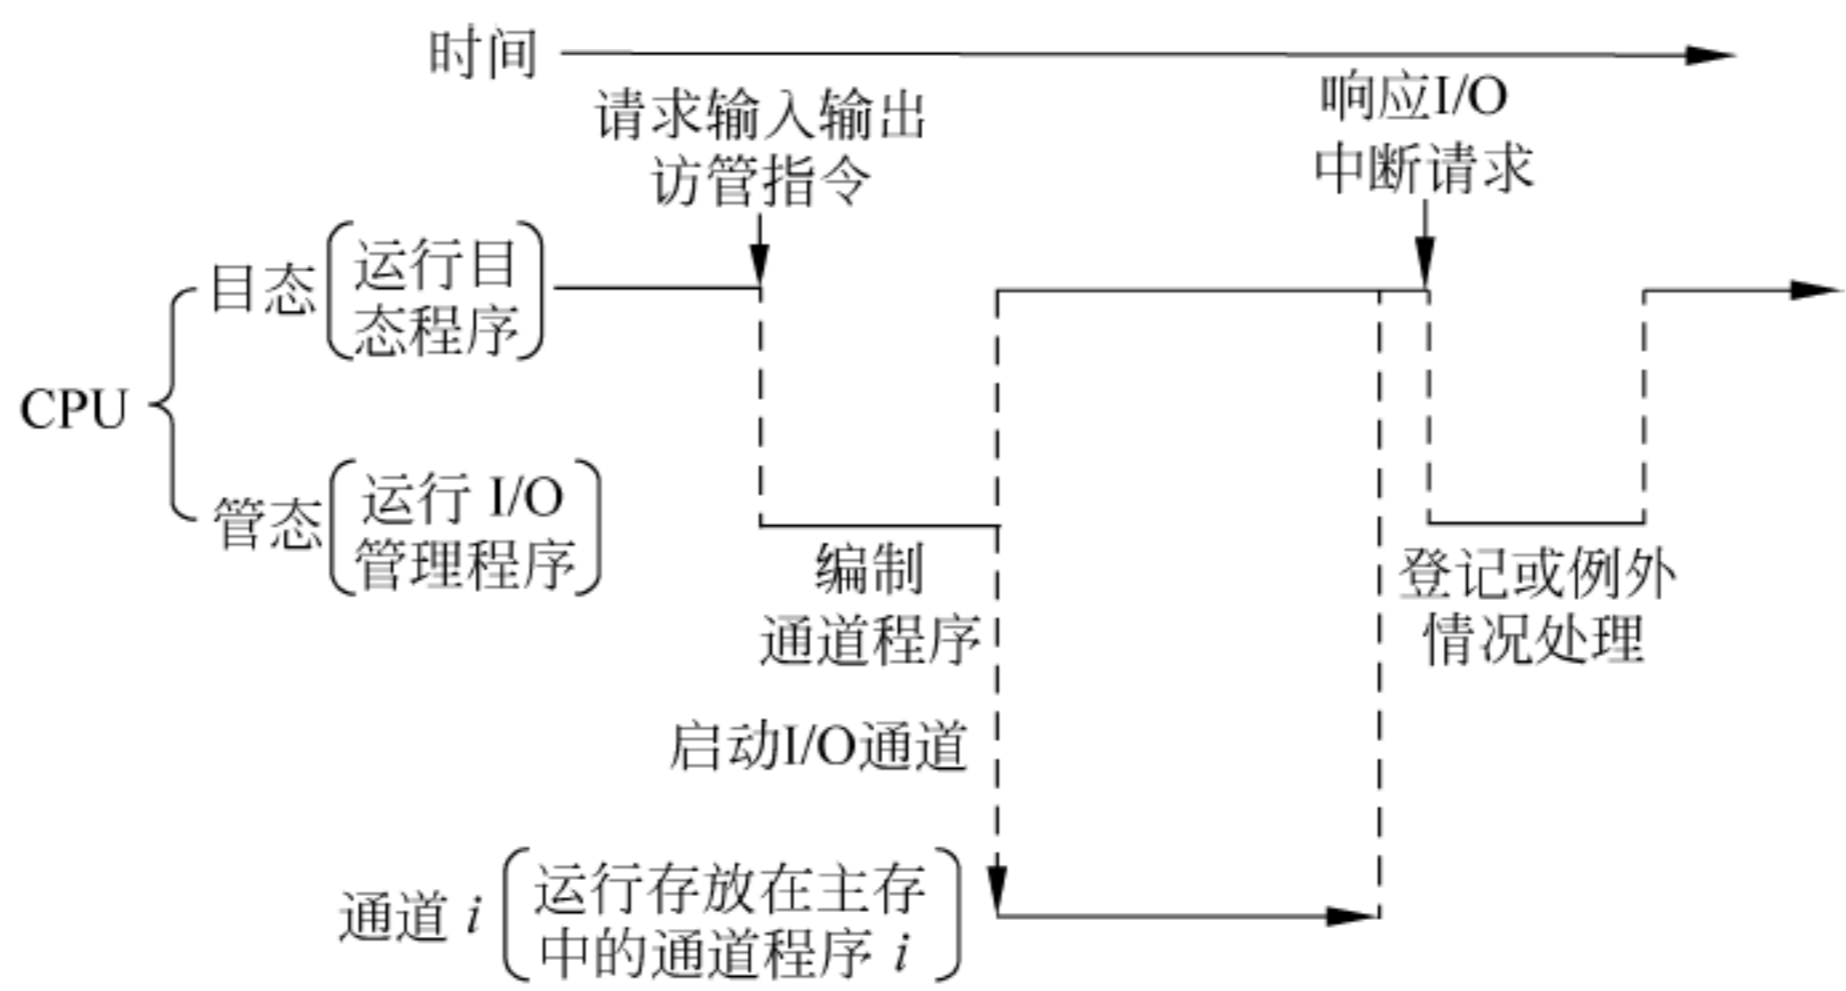 时间
请求输入输出
访管指令
响应I/O
中断请求
目态
运行目
态程序
CPU
管态
运行 I/O
管理程序
编制
通道程序
登记或例外
情况处理
启动I/O通道
通道 i
运行存放在主存
中的通道程序 i